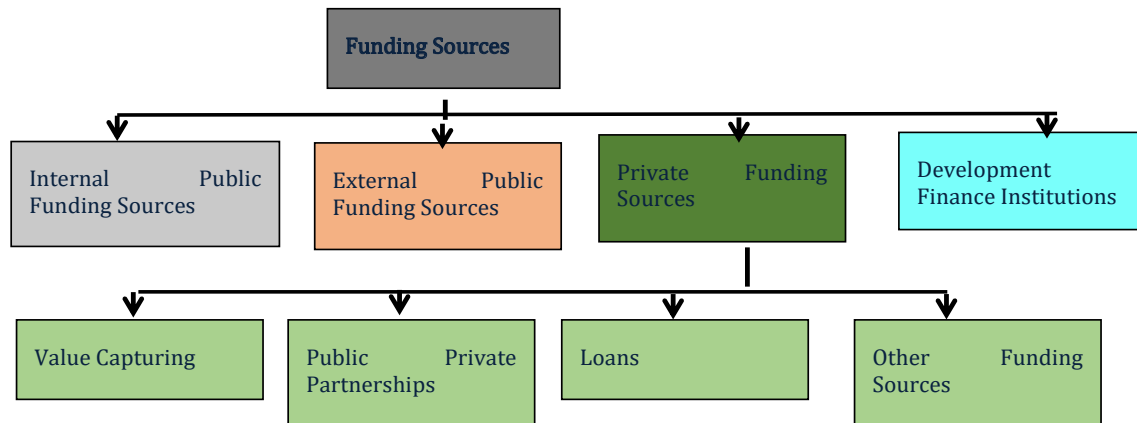 Funding Sources
Internal Public
Funding Sources
External Public
Funding Sources
Private Funding
Sources
Development
Finance Institutions
Value Capturing
Public Private
Partnerships
Loans
Other Funding
Sources